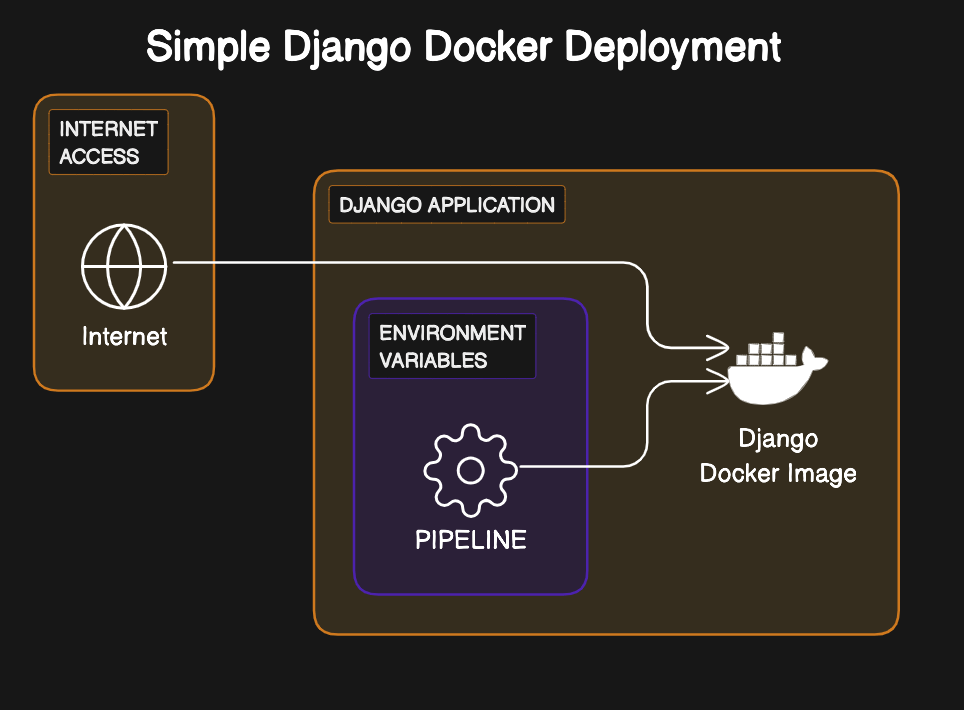 Simple Django Docker Deployment
INTERNET
ACCESS
Internet
DJANGO APPLICATION
ENVIRONMENT
VARIABLES
PIPELINE
Django
Docker Image